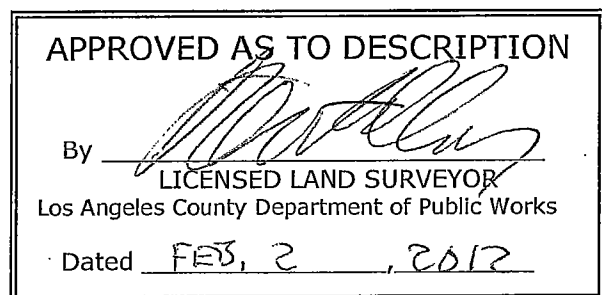 APPROVED AS TO DESCRIPTION
By
LICENSED LAND SURVEYOR
Los Angeles County Department of Public Works
Dated FEB, 2 , 2012